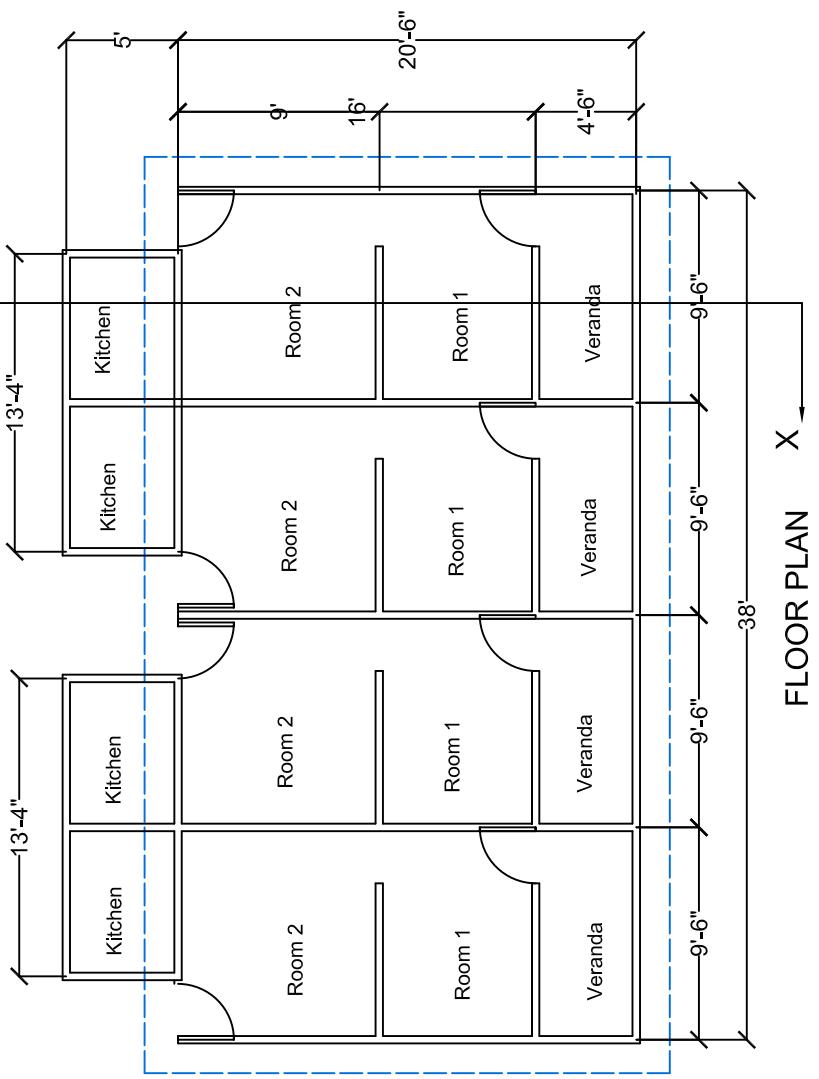 5'
20'-6"
9'
16'
4'-6"
13'-4"
13'-4"
Kitchen
Room 2
Room 1
Veranda
9'-6"
Kitchen
Room 2
Room 1
Veranda
9'-6"
Kitchen
Room 2
Room 1
Veranda
9'-6"
Kitchen
Room 2
Room 1
Veranda
9'-6"
38'
X
FLOOR PLAN